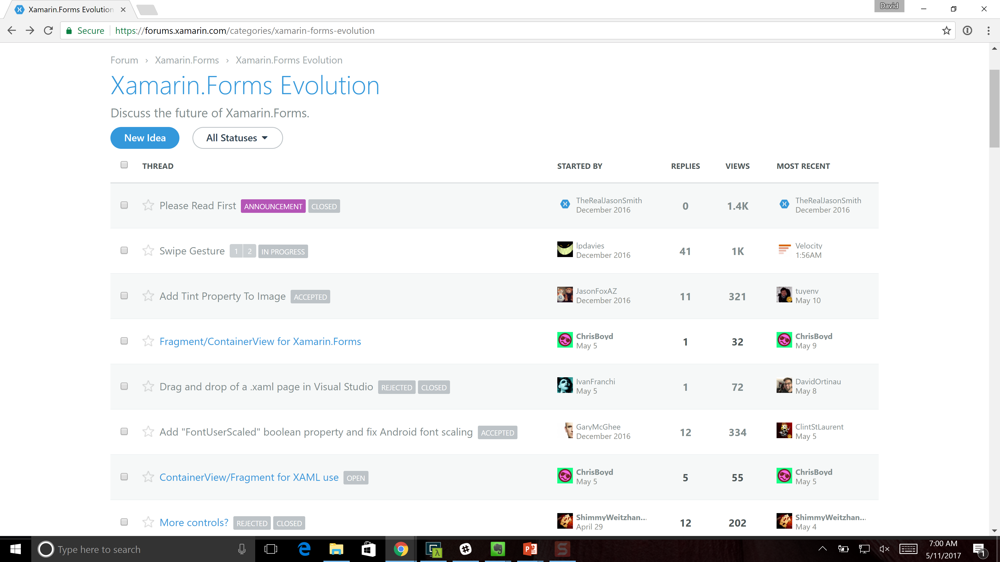 Xamarin.Forms Evolution
David
Secure https://forums.xamarin.com/categories/xamarin-forms-evolution
Forum › Xamarin.Forms › Xamarin.Forms Evolution
Xamarin.Forms Evolution
Discuss the future of Xamarin.Forms.
New Idea All Statuses
THREAD STARTED BY REPLIES VIEWS MOST RECENT
Please Read First ANNOUNCEMENT CLOSED TheRealJasonSmith 0 1.4K TheRealJasonSmith
December 2016 December 2016
Swipe Gesture 1 2 IN PROGRESS lpdavies 41 1K Velocity
December 2016 1:56AM
Add Tint Property To Image ACCEPTED JasonFoxAZ 11 321 tuyenv
December 2016 May 10
Fragment/ContainerView for Xamarin.Forms ChrisBoyd 1 32 ChrisBoyd
May 5 May 9
Drag and drop of a .xaml page in Visual Studio REJECTED CLOSED IvanFranchi 1 72 DavidOrtinau
May 5 May 8
Add "FontUserScaled" boolean property and fix Android font scaling ACCEPTED GaryMcGhee 12 334 ClintStLaurent
December 2016 May 5
ContainerView/Fragment for XAML use OPEN ChrisBoyd 5 55 ChrisBoyd
May 5 May 5
More controls? REJECTED CLOSED ShimmyWeitzhan... 12 202 ShimmyWeitzhan...
April 29 May 4
Type here to search
7:00 AM
5/11/2017
1